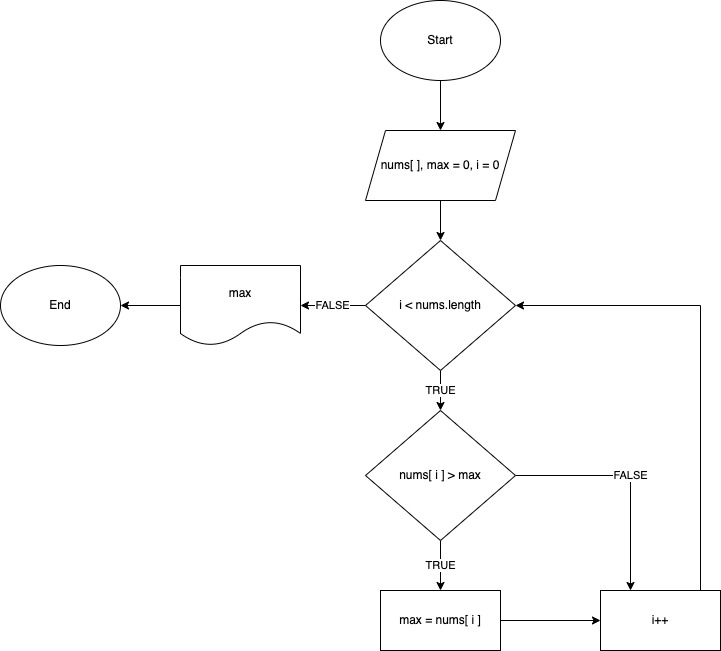 Start
nums[ ], max = 0, i = 0
End
max
FALSE
i < nums.length
TRUE
nums[ i ] > max
FALSE
TRUE
max = nums[ i ]
i++